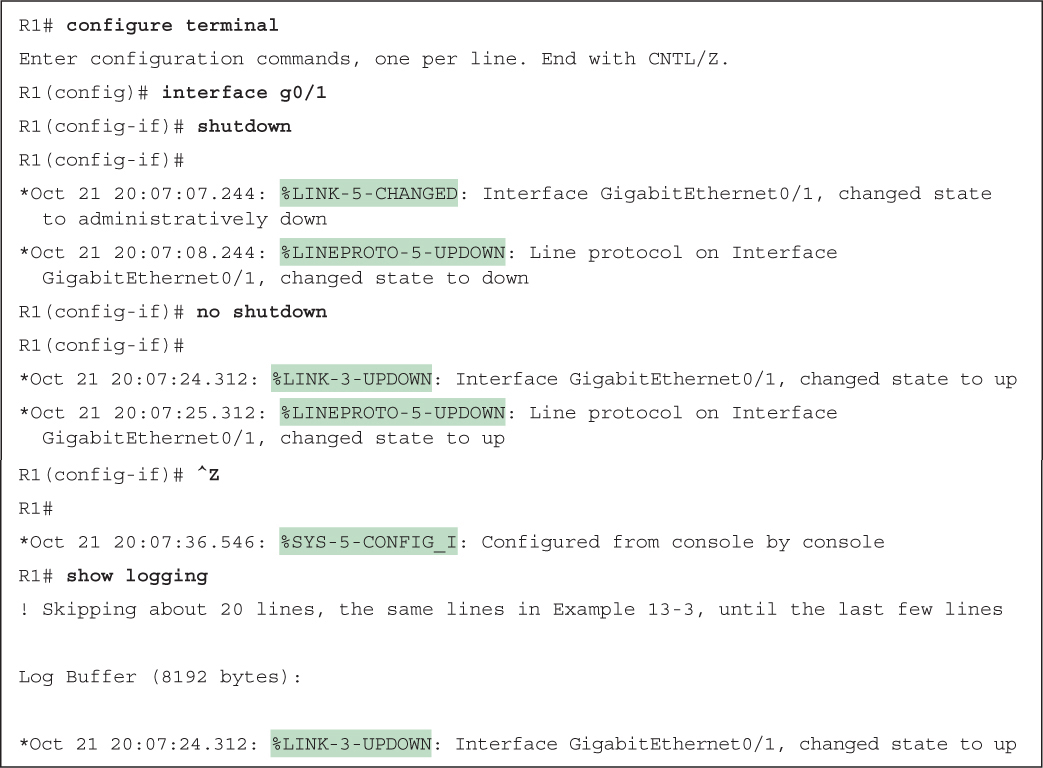 R1# configure terminal
Enter configuration commands, one per line. End with CNTL/Z.
R1(config)# interface g0/1
R1(config-if)# shutdown
R1(config-if)#
*Oct 21 20:07:07.244: %LINK-5-CHANGED: Interface GigabitEthernet0/1, changed state
to administratively down
*Oct 21 20:07:08.244: %LINEPROTO-5-UPDOWN: Line protocol on Interface
GigabitEthernet0/1, changed state to down
R1(config-if)# no shutdown
R1(config-if)#
*Oct 21 20:07:24.312: %LINK-3-UPDOWN: Interface GigabitEthernet0/1, changed state to up
*Oct 21 20:07:25.312: %LINEPROTO-5-UPDOWN: Line protocol on Interface
GigabitEthernet0/1, changed state to up
R1(config-if)# ^Z
R1#
*Oct 21 20:07:36.546: %SYS-5-CONFIG_I: Configured from console by console
R1# show logging
! Skipping about 20 lines, the same lines in Example 13-3, until the last few lines
Log Buffer (8192 bytes):
*Oct 21 20:07:24.312: %LINK-3-UPDOWN: Interface GigabitEthernet0/1, changed state to up